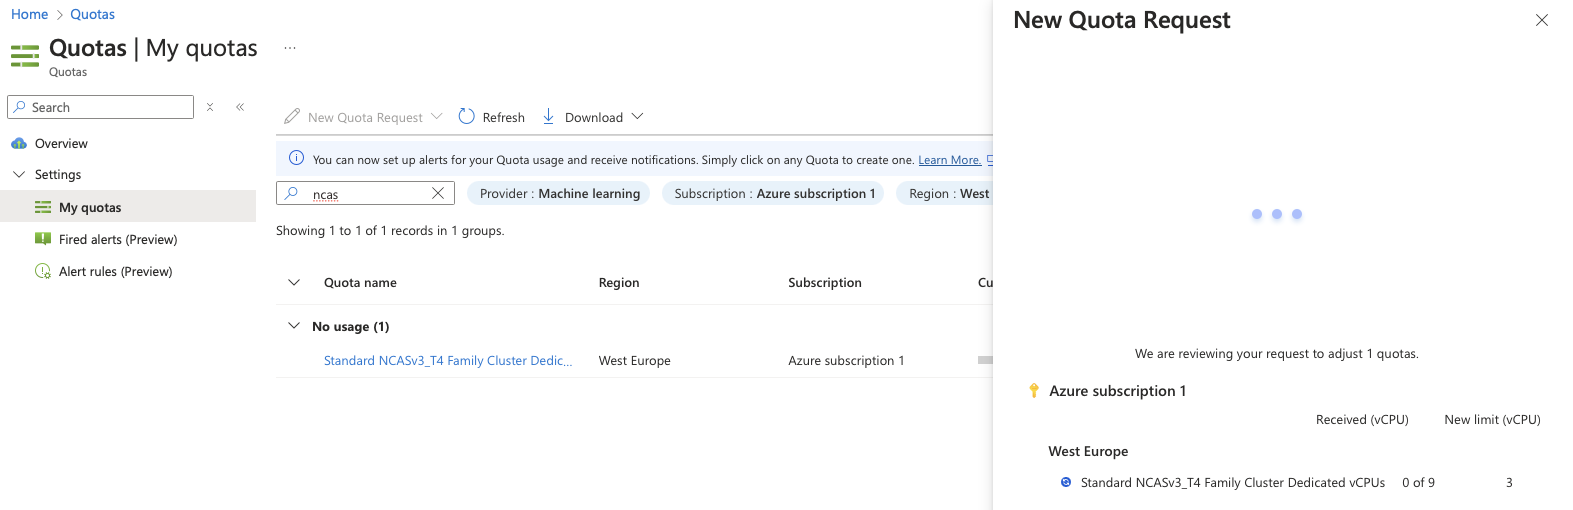 Home > Quotas
Quotas | My quotas ...
Quotas
Search
Overview
Settings
My quotas
Fired alerts (Preview)
Alert rules (Preview)
New Quota Request Refresh Download
You can now set up alerts for your Quota usage and receive notifications. Simply click on any Quota to create one. Learn More.
ncas Provider : Machine learning Subscription : Azure subscription 1 Region : West
Showing 1 to 1 of 1 records in 1 groups.
Quota name Region Subscription Cu
No usage (1)
Standard NCASv3_T4 Family Cluster Dedic... West Europe Azure subscription 1
New Quota Request
We are reviewing your request to adjust 1 quotas.
Azure subscription 1
Received (vCPU) New limit (vCPU)
West Europe
Standard NCASv3_T4 Family Cluster Dedicated vCPUs 0 of 9 3